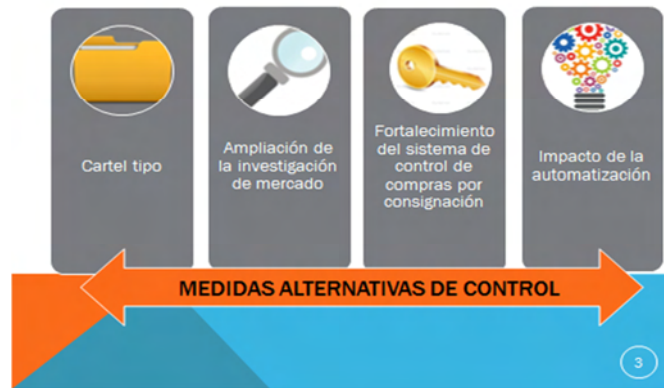 Cartel tipo
Ampliación de
la investigación
de mercado
Fortalecimiento
del sistema de
control de
compras por
consignación
Impacto de la
automatización
MEDIDAS ALTERNATIVAS DE CONTROL
3